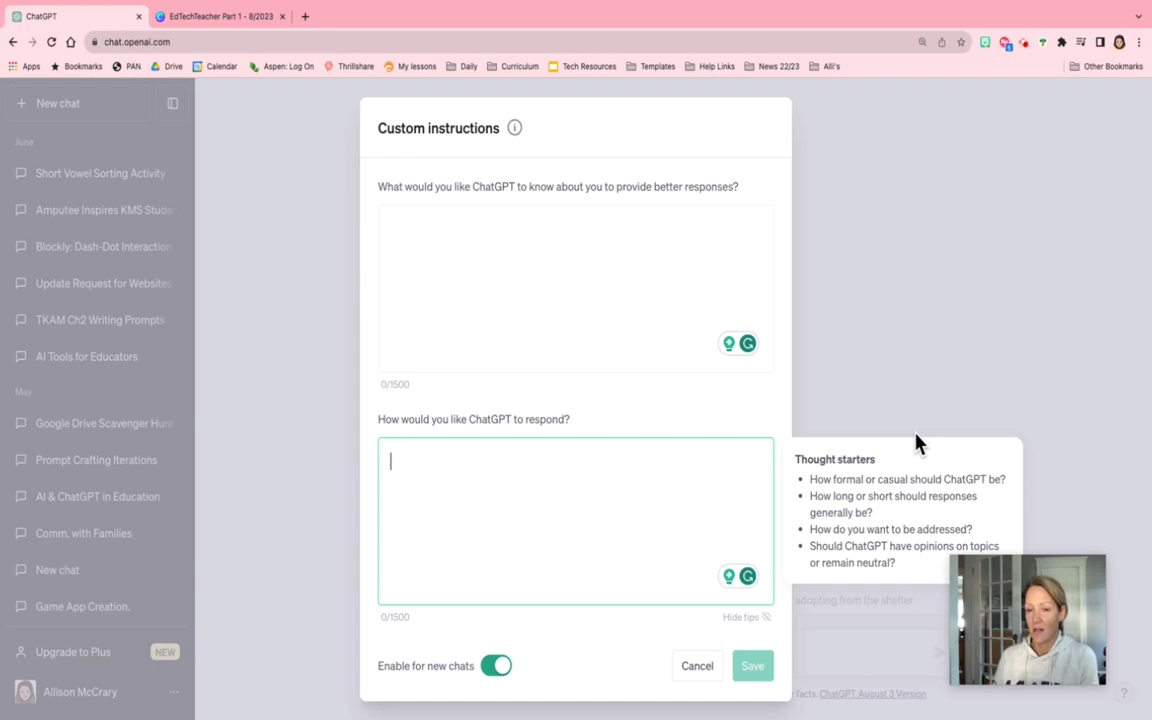 ChatGPT
EdTechTeacher Part 1 - 8/2023
chat.openai.com
Apps
Bookmarks
PAN
Drive
Calendar
Aspen: Log On
Thrillshare
My lessons
Daily
Curriculum
Tech Resources
Templates
Help Links
News 22/23
Alli's
Other Bookmarks
New chat
June
Short Vowel Sorting Activity
Amputee Inspires KMS Stude
Blockly: Dash-Dot Interaction
Update Request for Websites
TKAM Ch2 Writing Prompts
AI Tools for Educators
May
Google Drive Scavenger Hunt
Prompt Crafting Iterations
AI & ChatGPT in Education
Comm. with Families
New chat
Game App Creation.
Upgrade to Plus NEW
Allison McCrary
Custom instructions
What would you like ChatGPT to know about you to provide better responses?
0/1500
How would you like ChatGPT to respond?
0/1500
Hide tips
Enable for new chats
Cancel
Save
Thought starters
• How formal or casual should ChatGPT be?
• How long or short should responses
generally be?
• How do you want to be addressed?
• Should ChatGPT have opinions on topics
or remain neutral?
adopting from the shelter
facts. ChatGPT August 3 Version